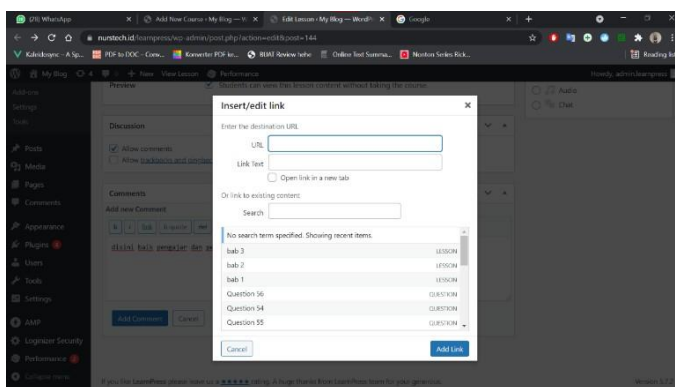 (29) WhatsApp
Add New Course ‹ My Blog — W
Edit Lesson ‹ My Blog — WordPr
Google
nurstech.id/learnpress/wp-admin/post.php?action=edit&post=144
Kaleidosync - A Sp...
PDF to DOC - Conv...
Konverter PDF ke...
BUAT Review hehe
Online Text Summa...
Nonton Series Rick...
Reading list
My Blog
4
New
View Lesson
Performance
Howdy, adminlearnpress
Add-ons
Settings
Tools
Posts
Media
Pages
Comments
Appearance
Plugins
Users
Tools
Settings
AMP
Loginizer Security
Performance
Collapse menu
Preview
Students can view this lesson content without taking the course.
Audio
Chat
Discussion
Allow comments
Allow trackbacks and
Comments
Add new Comment
disini baik pengajar dan
Add Comment
Cancel
Insert/edit link
Enter the destination URL
URL
Link Text
Open link in a new tab
Or link to existing content
Search
No search term specified. Showing recent items.
bab 3 LESSON
bab 2 LESSON
bab 1 LESSON
Question 56 QUESTION
Question 54 QUESTION
Question 55 QUESTION
Cancel
Add Link
If you like LearnPress please leave us a ★★★★★ rating. A huge thanks from LearnPress team for your generous.